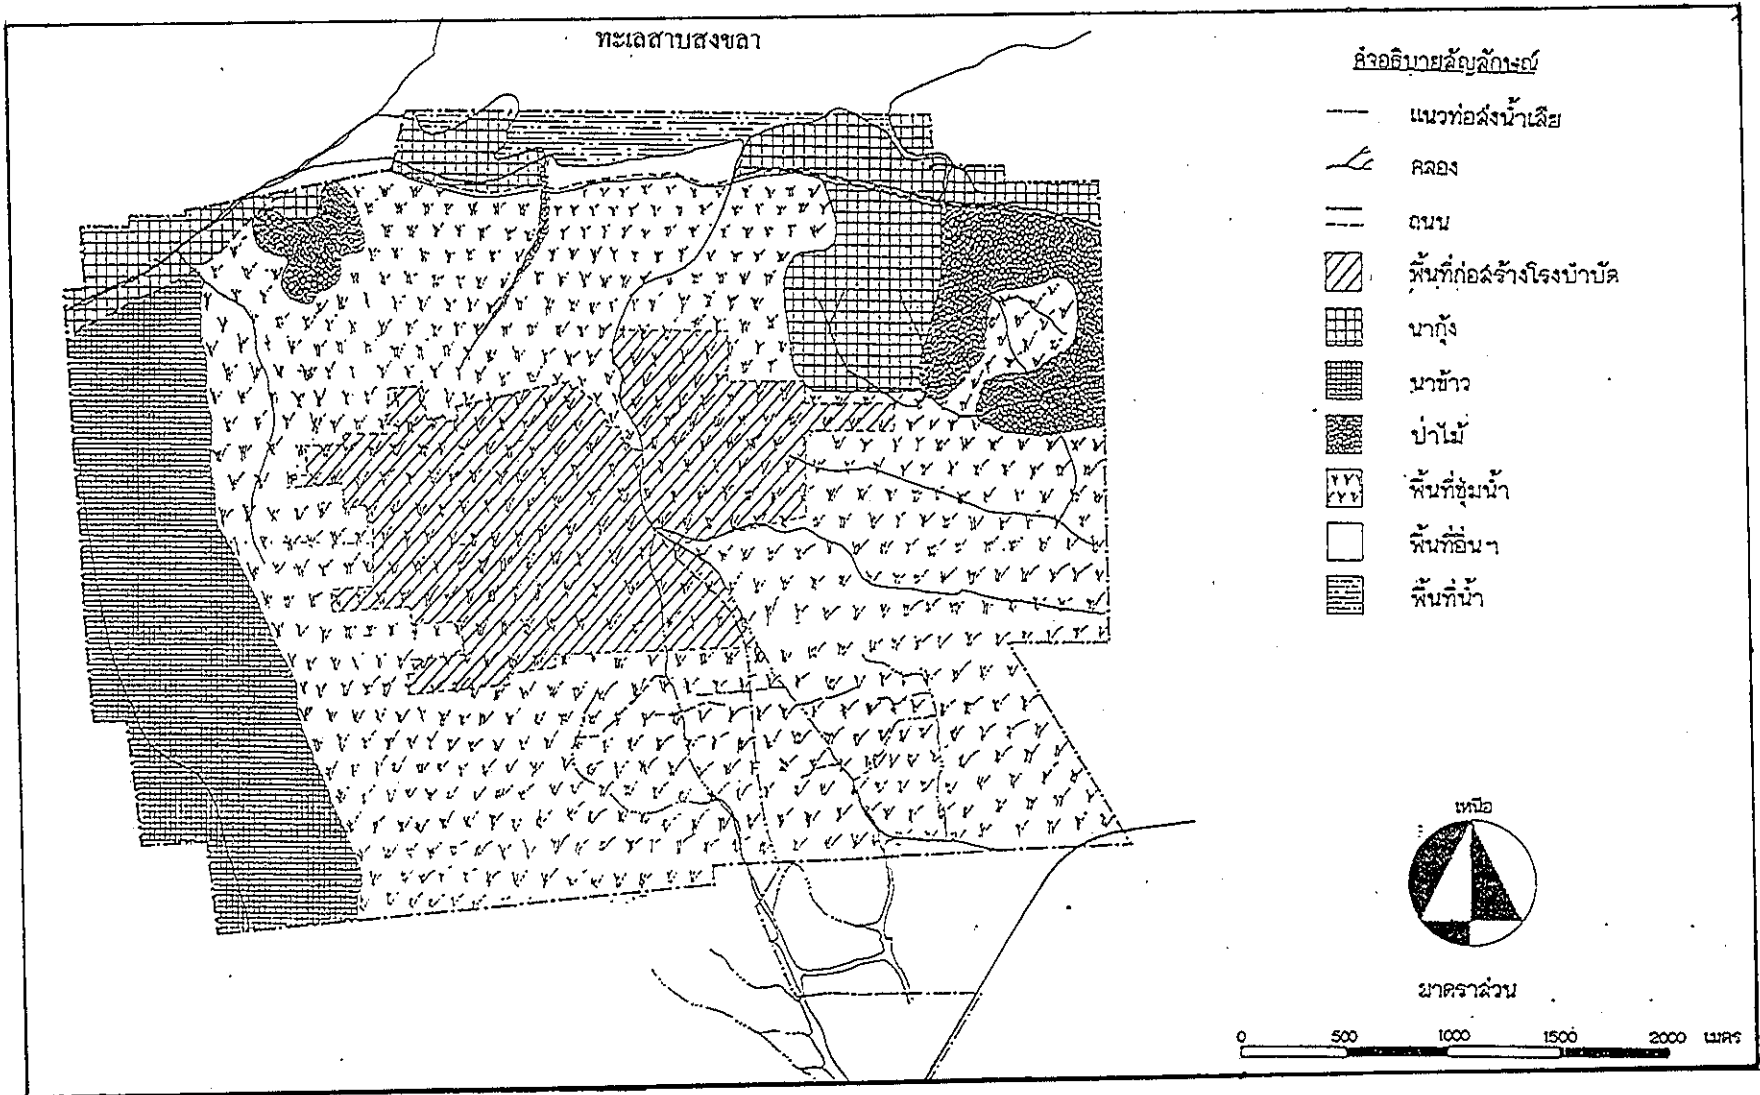 ทะเลสาบสงขลา
คำอธิบายสัญลักษณ์
แนวท่อส่งน้ำเสีย
คลอง
ถนน
พื้นที่ก่อสร้างโรงบำบัด
นากุ้ง
นาข้าว
ป่าไม้
พื้นที่ชุ่มน้ำ
พื้นที่อื่นๆ
พื้นที่น้ำ
เหนือ
มาตราส่วน
0 500 1000 1500 2000 เมตร